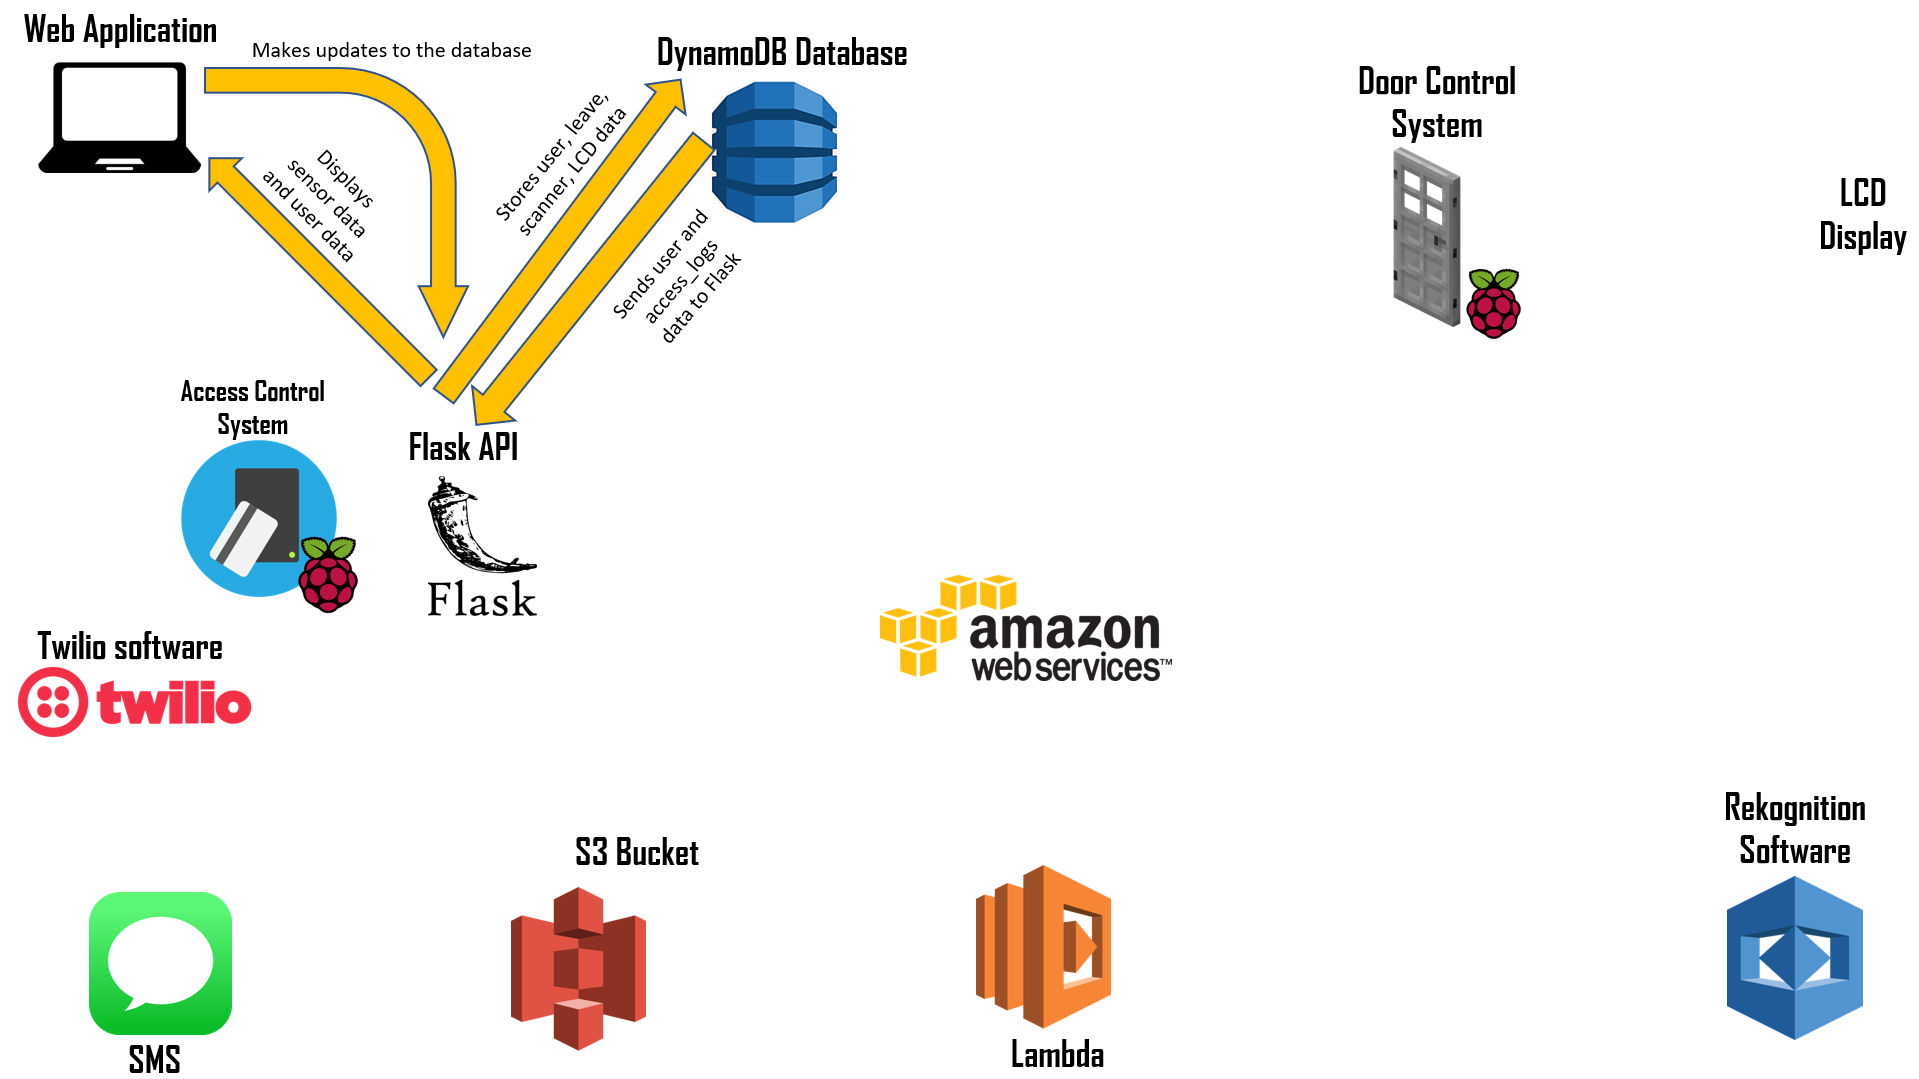 Web Application
Makes updates to the database
DynamoDB Database
Door Control
System
LCD
Display
Displays
sensor data
and user data
Stores user, leave,
scanner, LCD data
Sends user and
access_logs
data to Flask
Access Control
System
Flask API
Flask
Twilio software
twilio
amazon
web services™
S3 Bucket
Rekognition
Software
SMS
Lambda